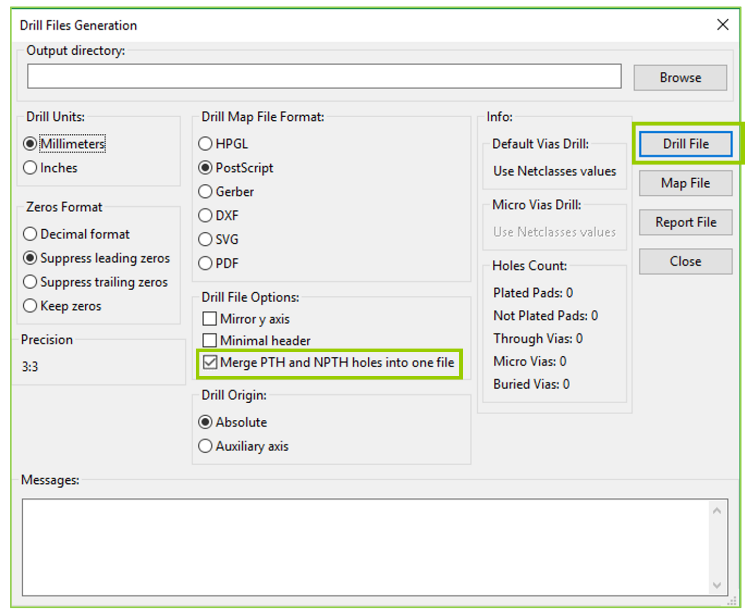 Drill Files Generation
Output directory:
Browse
Drill Units:
Millimeters
Inches
Zeros Format
Decimal format
Suppress leading zeros
Suppress trailing zeros
Keep zeros
Precision
3:3
Drill Map File Format:
HPGL
PostScript
Gerber
DXF
SVG
PDF
Drill File Options:
Mirror y axis
Minimal header
Merge PTH and NPTH holes into one file
Drill Origin:
Absolute
Auxiliary axis
Info:
Default Vias Drill:
Use Netclasses values
Micro Vias Drill:
Use Netclasses values
Holes Count:
Plated Pads: 0
Not Plated Pads: 0
Through Vias: 0
Micro Vias: 0
Buried Vias: 0
Drill File
Map File
Report File
Close
Messages: